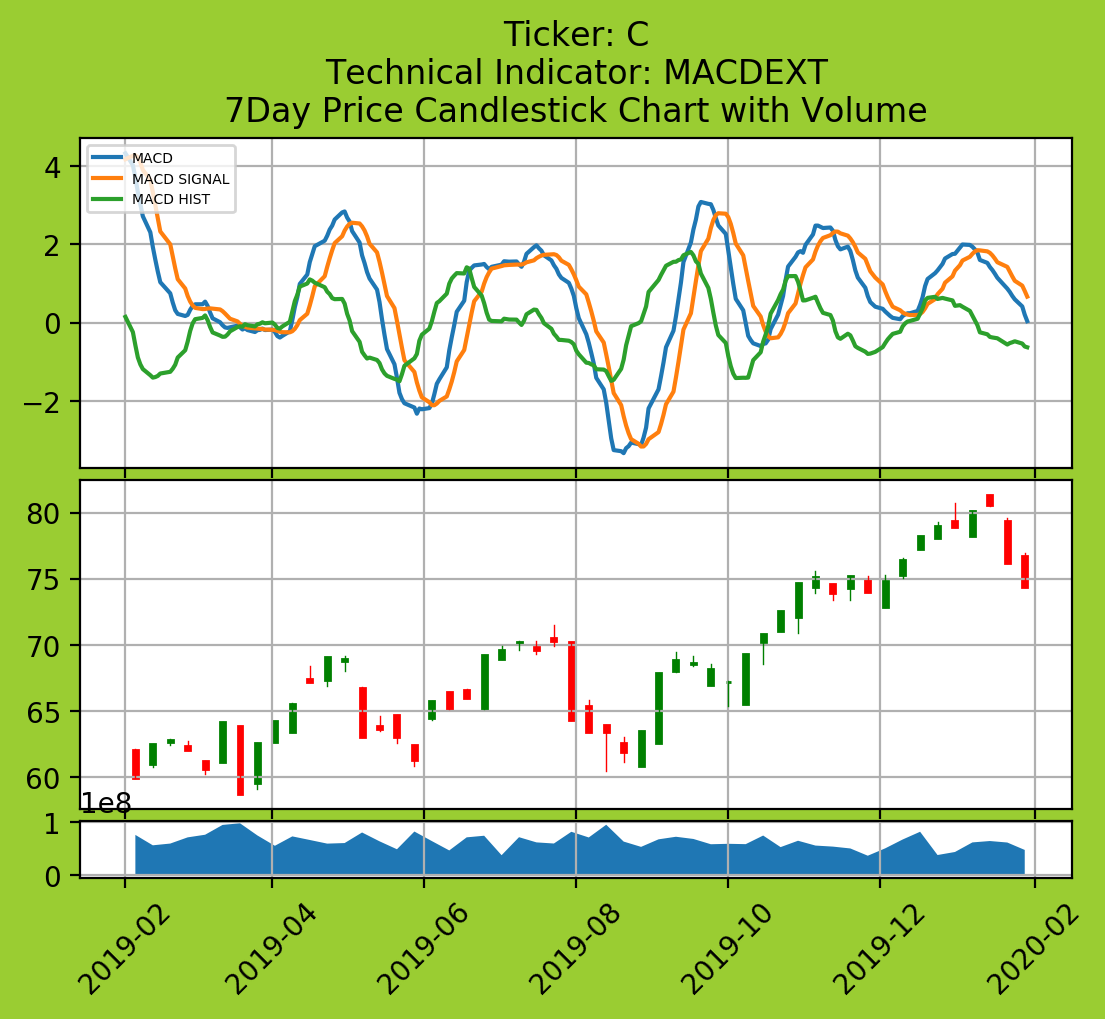 Ticker: C
Technical Indicator: MACDEXT
7Day Price Candlestick Chart with Volume
MACD
MACD SIGNAL
MACD HIST
4
2
0
−2
80
75
70
65
60
1e8
1
0
2019-02
2019-04
2019-06
2019-08
2019-10
2019-12
2020-02